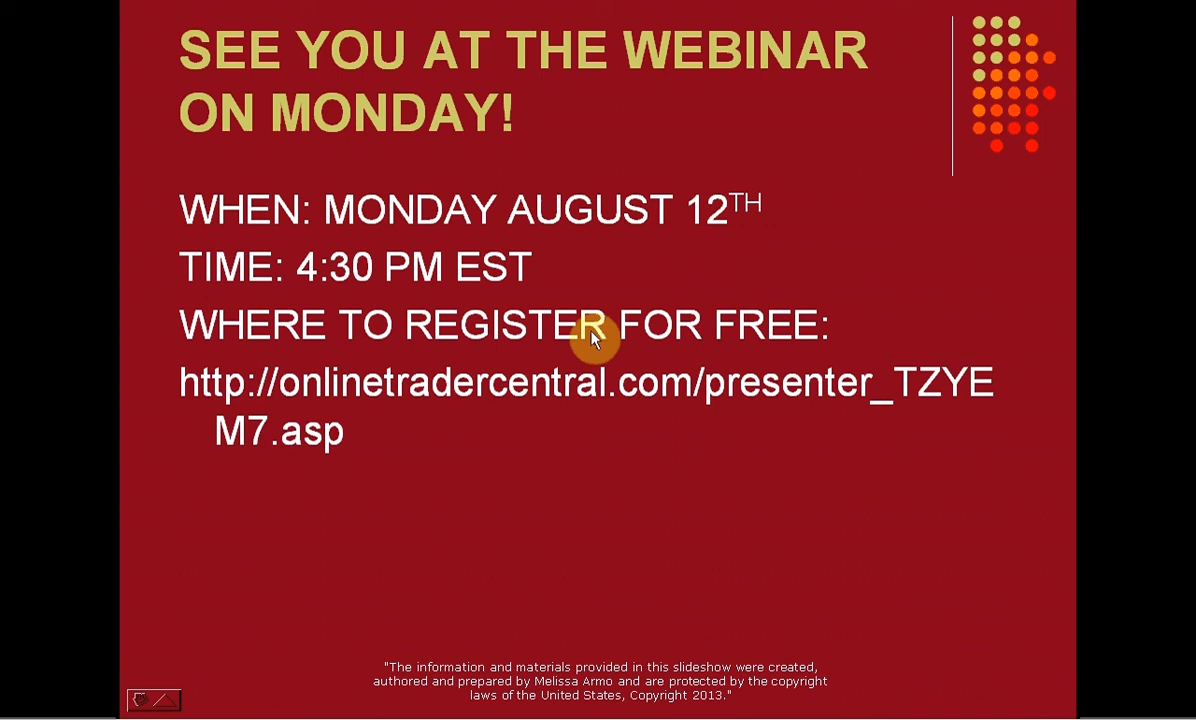 SEE YOU AT THE WEBINAR
ON MONDAY!
WHEN: MONDAY AUGUST 12TH
TIME: 4:30 PM EST
WHERE TO REGISTER FOR FREE:
http://onlinetradercentral.com/presenter_TZYE
M7.asp
"The information and materials provided in this slideshow were created,
authored and prepared by Melissa Armo and are protected by the copyright
laws of the United States, Copyright 2013."